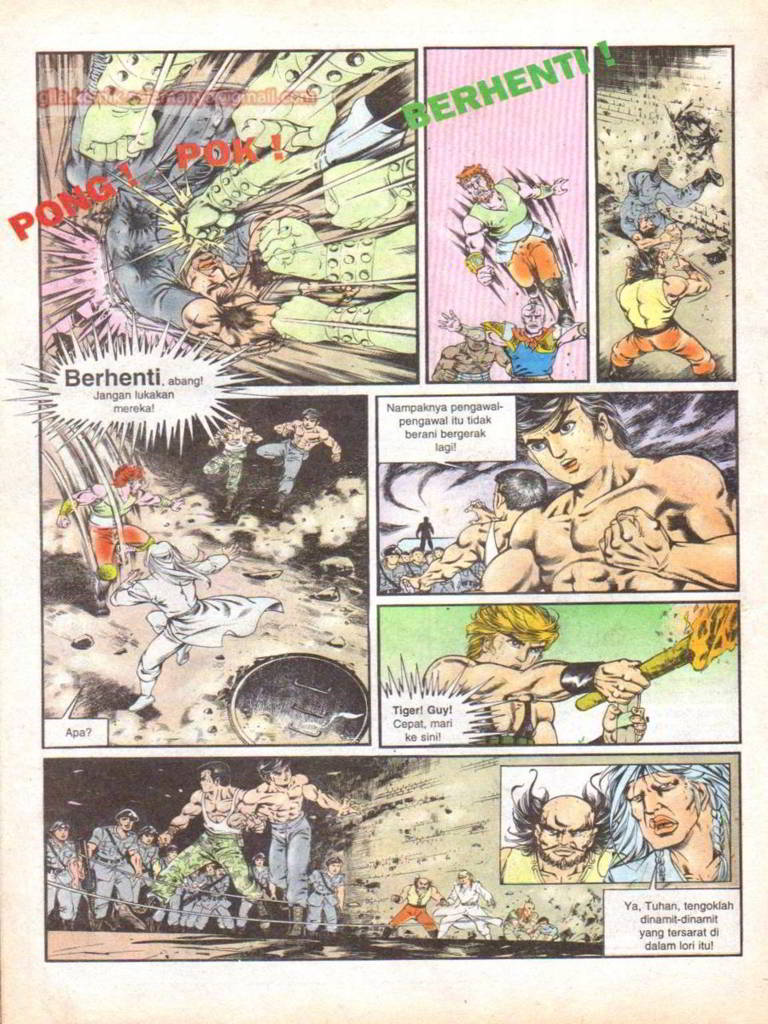 PONG! POK!
BERHENTI!
Berhenti, abang!
Jangan lukakan
mereka!
Apa?
Nampaknya pengawal-
pengawal itu tidak
berani bergerak
lagi!
Tiger! Guy!
Cepat, mari
ke sini!
Ya, Tuhan, tengoklah
dinamit-dinamit
yang tersarat di
dalam lori itu!